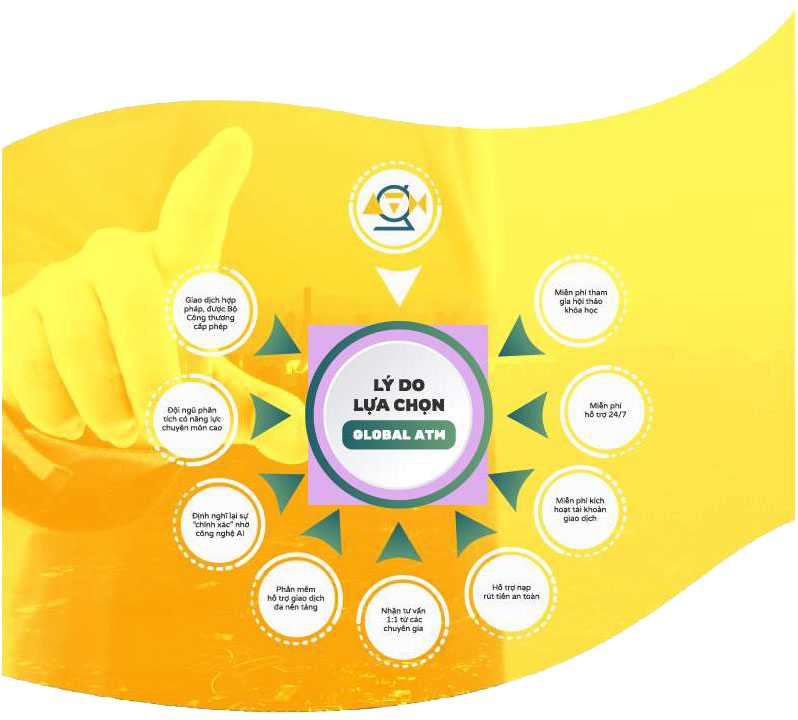 LÝ DO
LỰA CHỌN
GLOBAL ATM
Giao dịch hợp
pháp, được Bộ
Công thương
cấp phép
Đội ngũ phân
tích có năng lực
chuyên môn cao
Định nghĩ lại sự
"chính xác" nhờ
công nghệ AI
Phần mềm
hỗ trợ giao dịch
đa nền tảng
Nhận tư vấn
1:1 từ các
chuyên gia
Hỗ trợ nạp
rút tiền an toàn
Miễn phí kích
hoạt tài khoản
giao dịch
Miễn phí
hỗ trợ 24/7
Miễn phí tham
gia hội thảo
khóa học